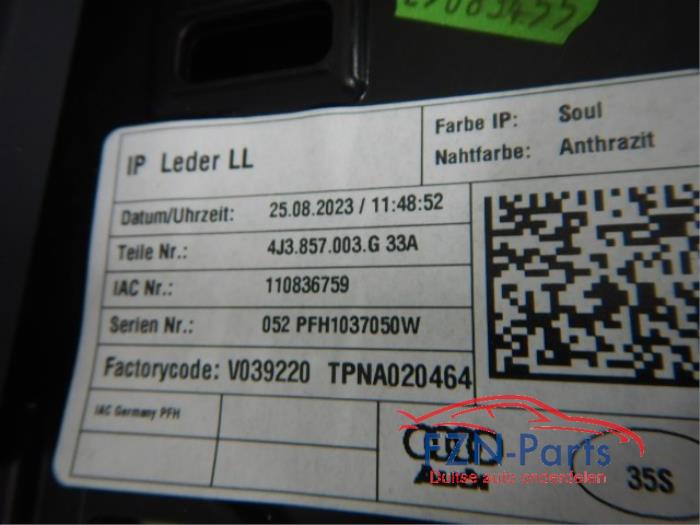 IP Leder LL
Farbe IP: Soul
Nahtfarbe: Anthrazit
Datum/Uhrzeit: 25.08.2023 / 11:48:52
Teile Nr.: 4J3.857.003.G 33A
IAC Nr.: 110836759
Serien Nr.: 052 PFH1037050W
Factorycode: V039220 TPNA020464
IAC Germany PFH
Audi
35S
FZN-Parts
Duitse auto onderdelen